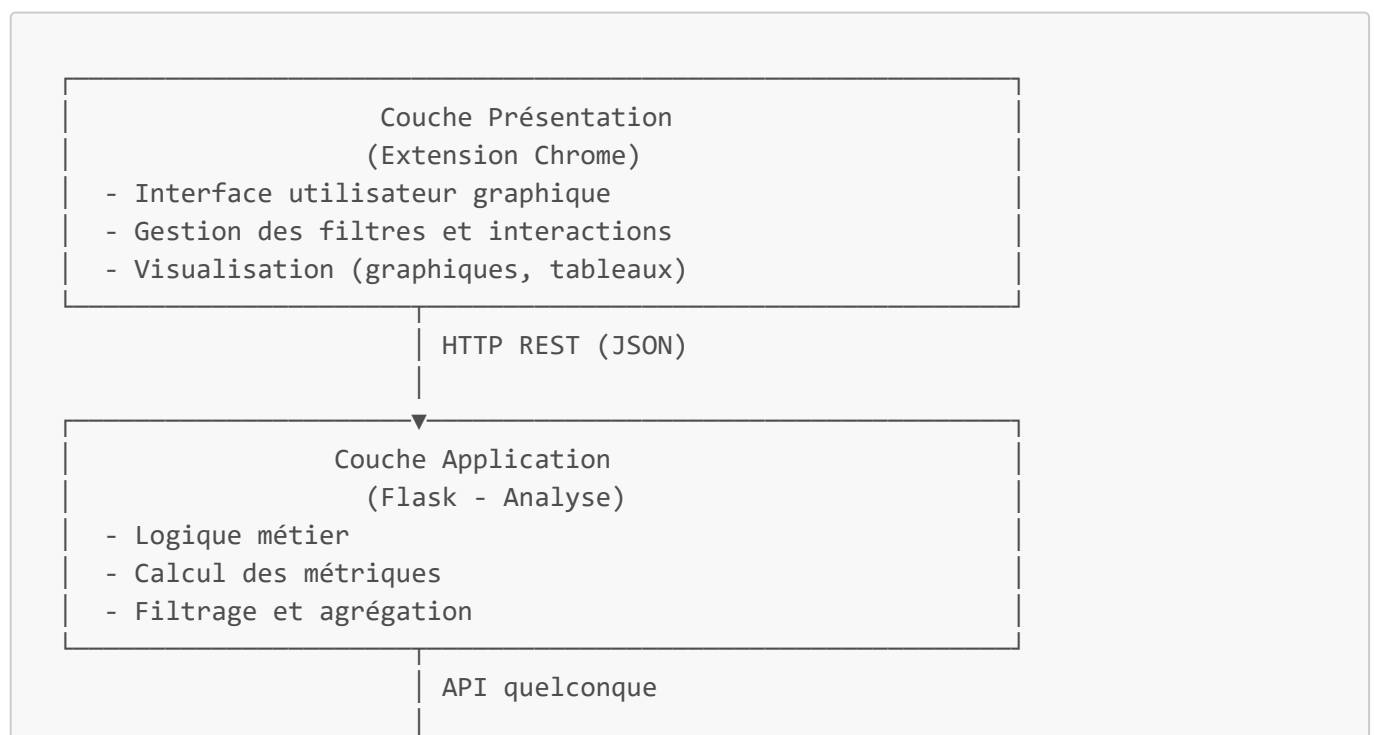 Couche Présentation
(Extension Chrome)
- Interface utilisateur graphique
- Gestion des filtres et interactions
- Visualisation (graphiques, tableaux)
HTTP REST (JSON)
Couche Application
(Flask - Analyse)
- Logique métier
- Calcul des métriques
- Filtrage et agrégation
API quelconque